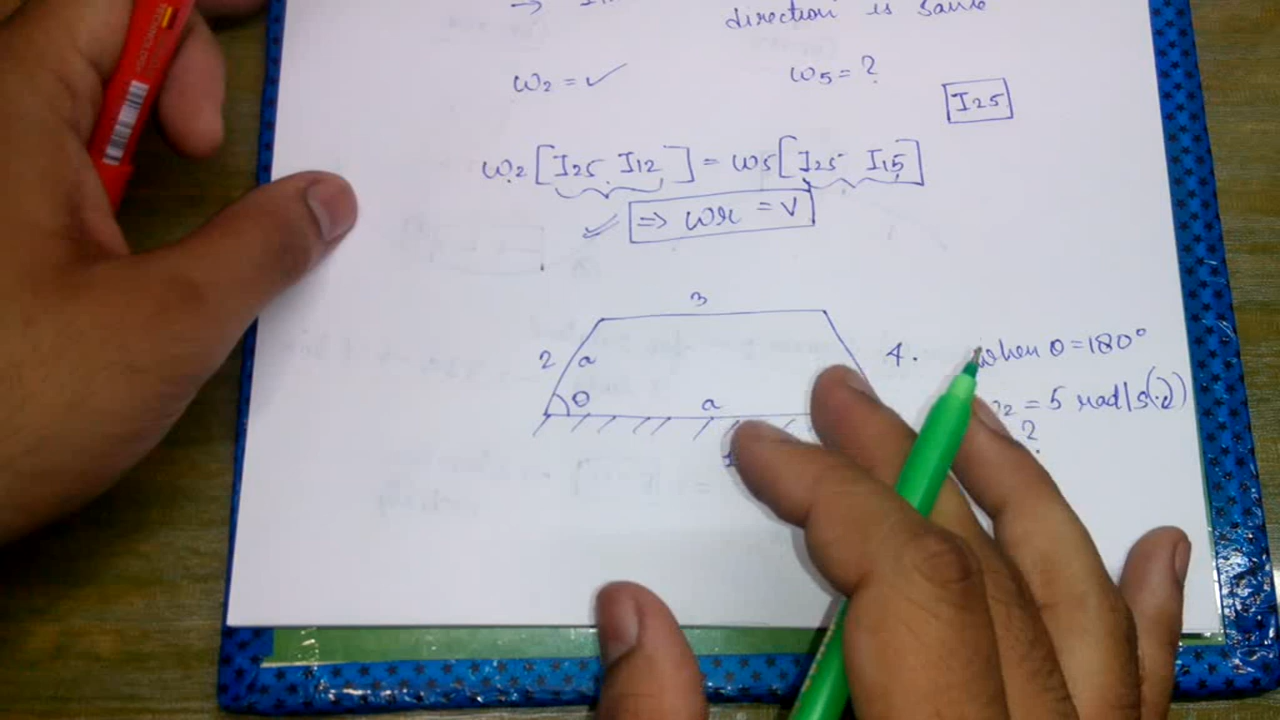 direction is same
ω2 = ✓ ω5 = ?
I25
ω2 [I25 I12] = ω5 [I25 I15]
⇒ ωr = V
3
2 a 4. when θ = 180°
θ a = 5 rad/s(2)
?
TECHNOLOGY